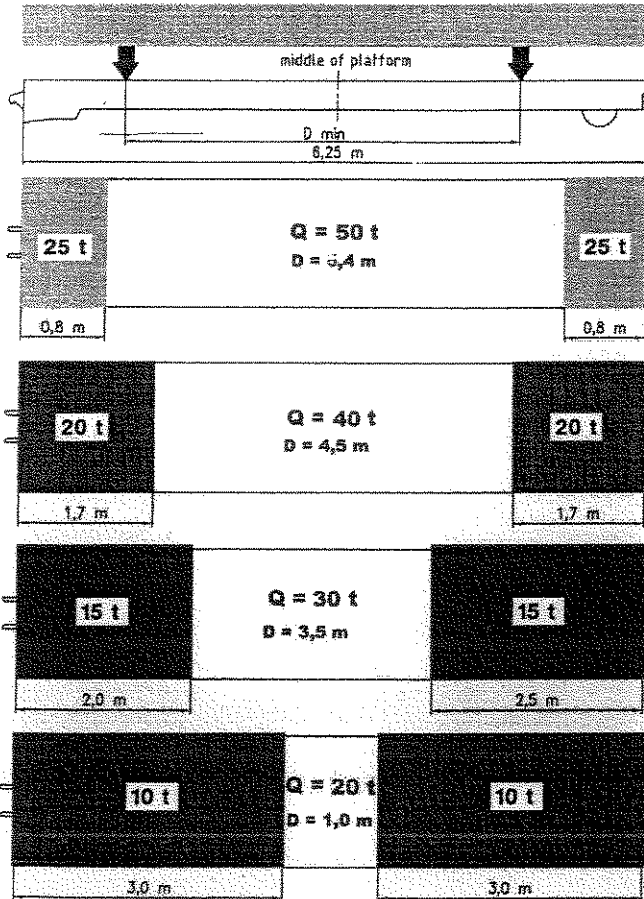 middle of platform
D min
6,25 m
25 t
Q = 50 t
D = m
25 t
0,8 m
0,8 m
20 t
Q = 40 t
D = 4,5 m
20 t
1,7 m
1,7 m
15 t
Q = 30 t
D = 3,5 m
15 t
2,0 m
2,5 m
10 t
Q = 20 t
D = 1,0 m
10 t
3,0 m
3,0 m